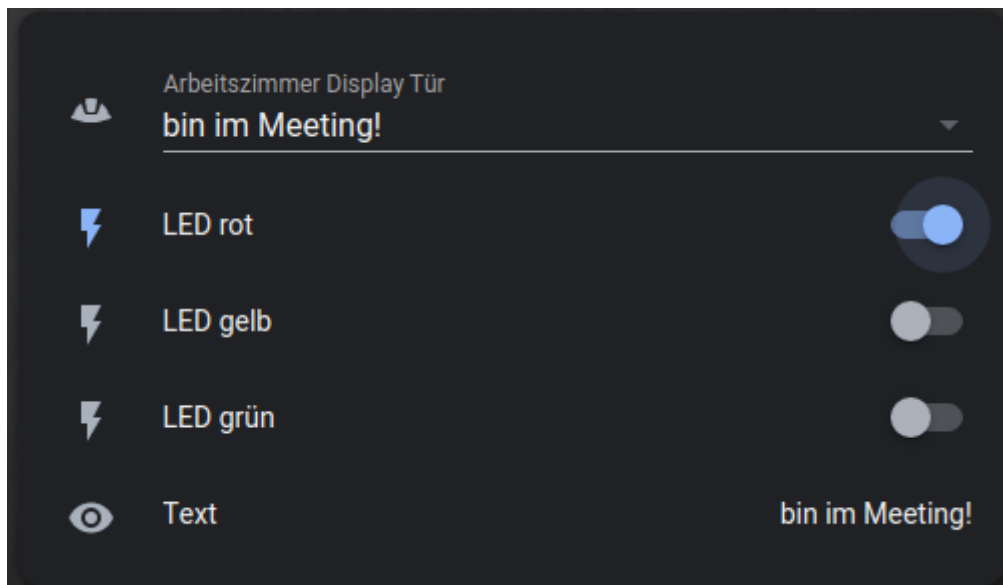 Arbeitszimmer Display Tür
bin im Meeting!
LED rot
LED gelb
LED grün
Text bin im Meeting!